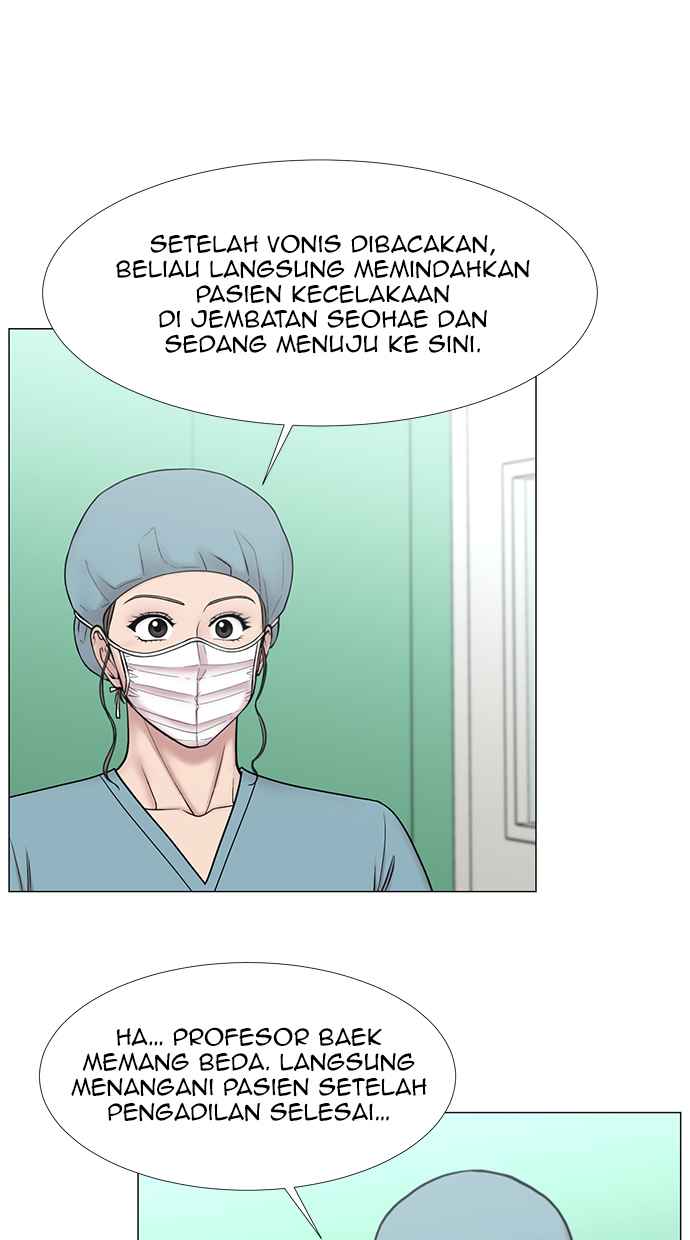 SETELAH VONIS DIBACAKAN,
BELIAU LANGSUNG MEMINDAHKAN
PASIEN KECELAKAAN
DI JEMBATAN SEOHAE DAN
SEDANG MENUJU KE SINI.
HA... PROFESOR BAEK
MEMANG BEDA. LANGSUNG
MENANGANI PASIEN SETELAH
PENGADILAN SELESAI...